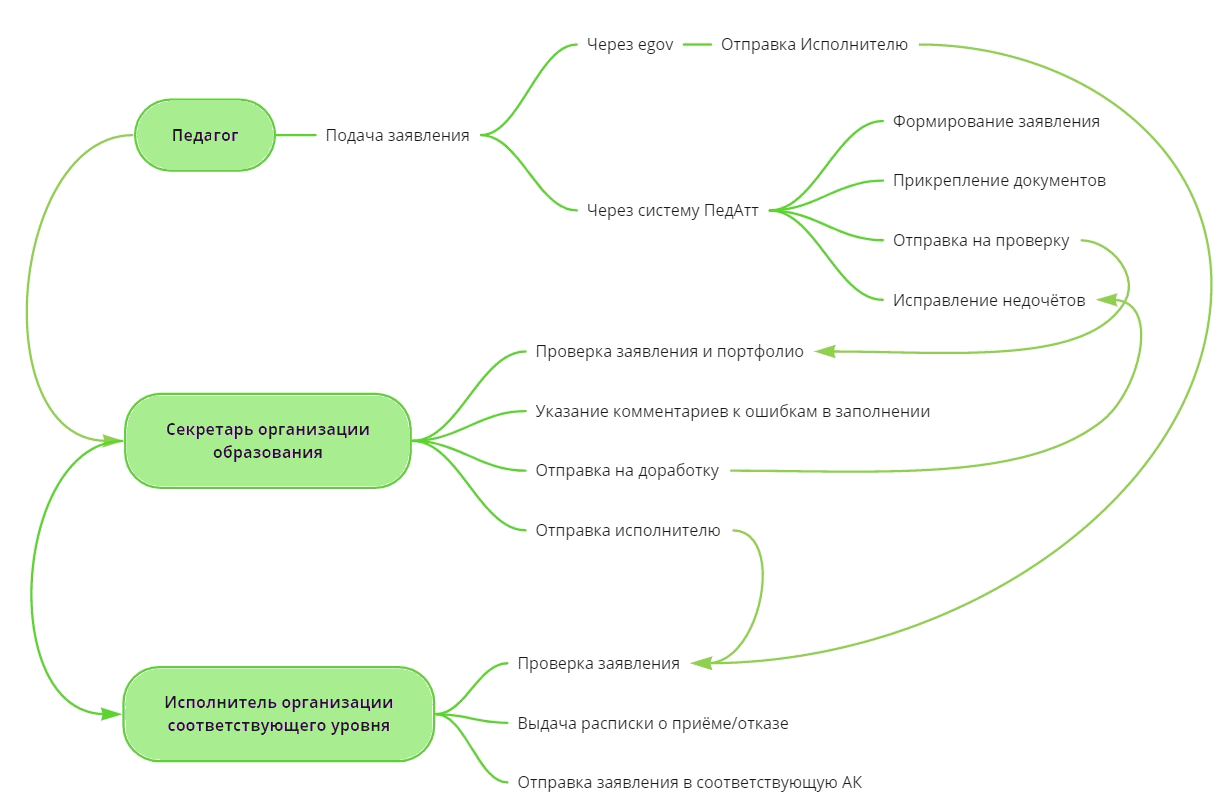 Через egov
Отправка Исполнителю
Педагог
Подача заявления
Формирование заявления
Прикрепление документов
Через систему ПедАтт
Отправка на проверку
Исправление недочётов
Проверка заявления и портфолио
Указание комментариев к ошибкам в заполнении
Секретарь организации
образования
Отправка на доработку
Отправка исполнителю
Проверка заявления
Исполнитель организации
соответствующего уровня
Выдача расписки о приёме/отказе
Отправка заявления в соответствующую АК